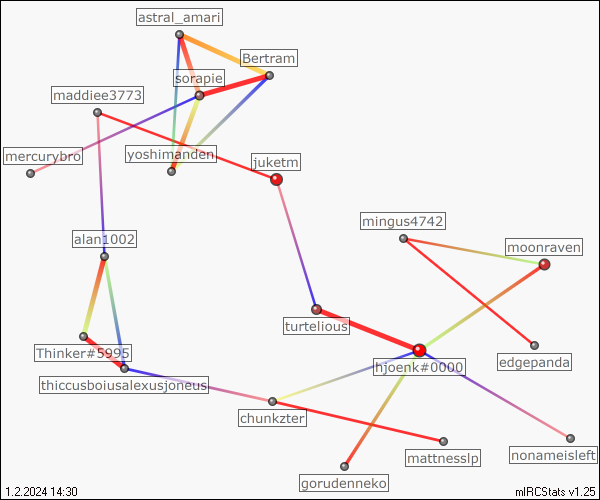 astral_amari
Bertram
sorapie
maddiee3773
mercurybro
yoshimanden
juketm
mingus4742
alan1002
moonraven
turtelious
Thinker#5995
hjoenk#0000
edgepanda
thiccusboiusalexusjoneus
chunkzter
mattnesslp
nonameisleft
gorudenneko
1.2.2024 14:30
mIRCStats v1.25